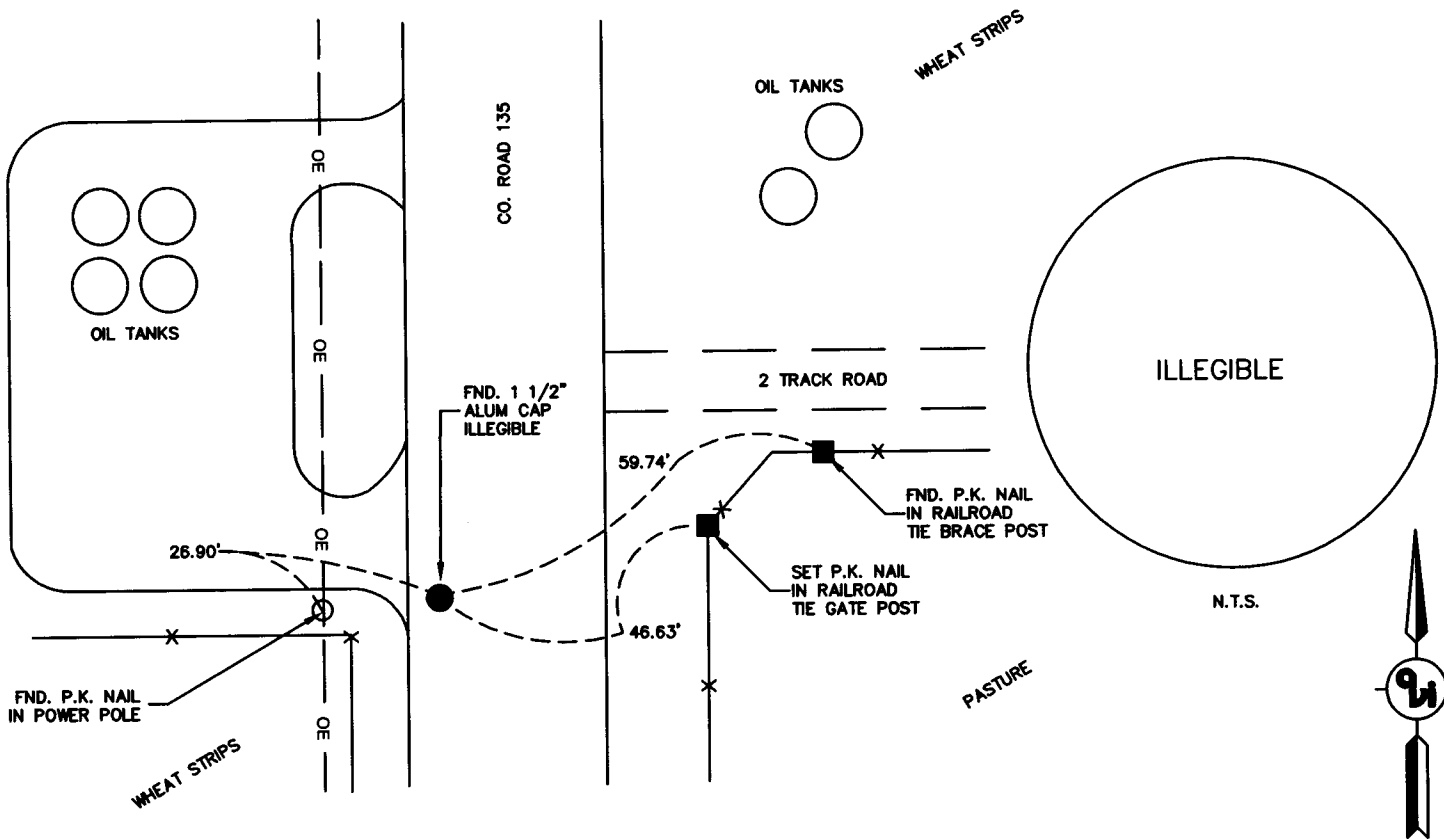 WHEAT STRIPS
OIL TANKS
CO. ROAD 135
OE
OIL TANKS
OE
2 TRACK ROAD
ILLEGIBLE
FND. 1 1/2"
ALUM CAP
ILLEGIBLE
59.74'
FND. P.K. NAIL
IN RAILROAD
TIE BRACE POST
OE
26.90'
SET P.K. NAIL
IN RAILROAD
TIE GATE POST
N.T.S.
46.63'
PASTURE
FND. P.K. NAIL
IN POWER POLE
OE
WHEAT STRIPS